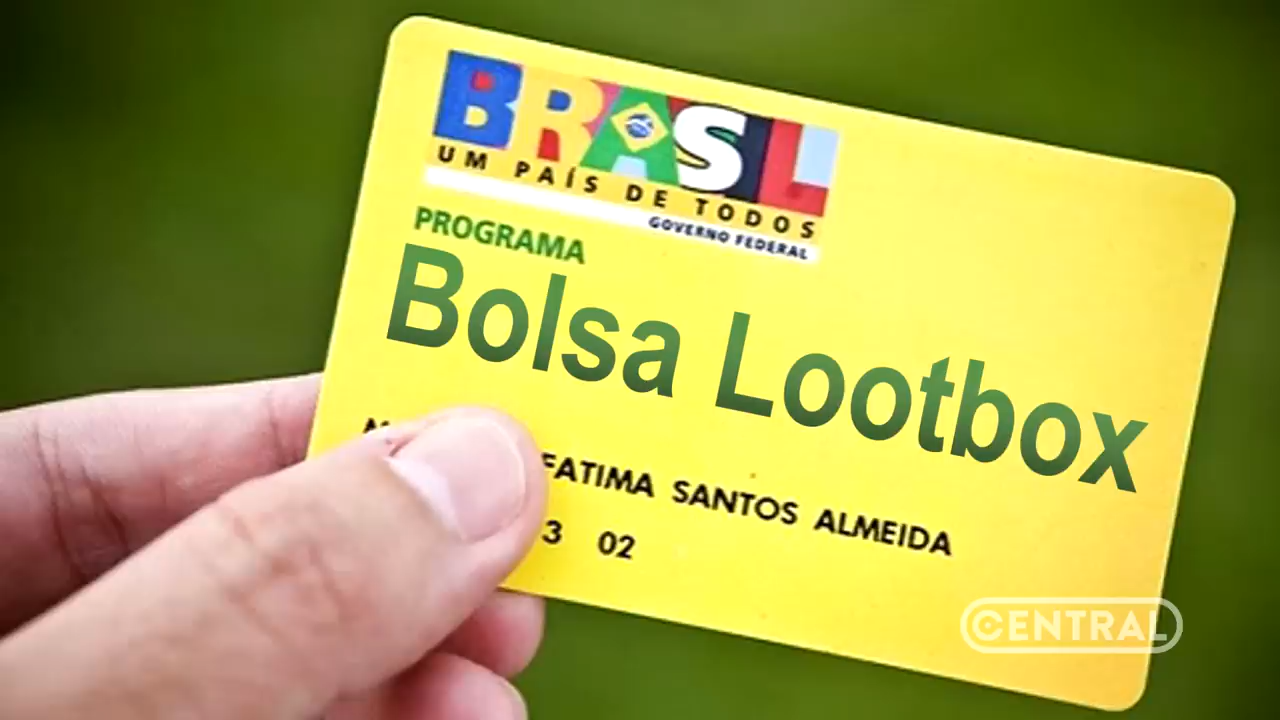 BRASIL
UM PAÍS DE TODOS
GOVERNO FEDERAL
PROGRAMA
Bolsa Lootbox
FATIMA SANTOS ALMEIDA
3 02
CENTRAL